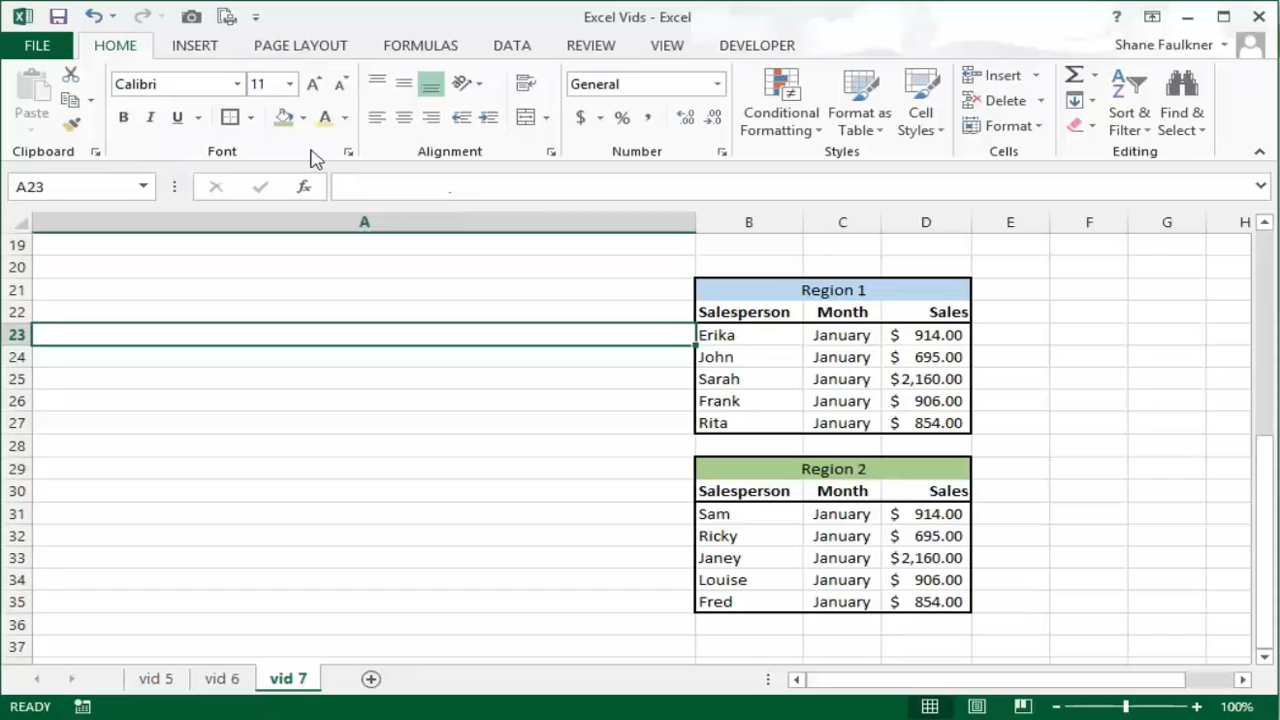 Excel Vids - Excel
?
FILE HOME INSERT PAGE LAYOUT FORMULAS DATA REVIEW VIEW DEVELOPER Shane Faulkner
Paste
Calibri 11
B I U A
General
$ % ,
Conditional Formatting
Format as Table
Cell Styles
Insert
Delete
Format
Sort & Filter
Find & Select
Clipboard Font Alignment Number Styles Cells Editing
A23 fx
A B C D E F G H
19
20
21 Region 1
22 Salesperson Month Sales
23 Erika January $ 914.00
24 John January $ 695.00
25 Sarah January $2,160.00
26 Frank January $ 906.00
27 Rita January $ 854.00
28
29 Region 2
30 Salesperson Month Sales
31 Sam January $ 914.00
32 Ricky January $ 695.00
33 Janey January $2,160.00
34 Louise January $ 906.00
35 Fred January $ 854.00
36
37
vid 5 vid 6 vid 7
READY 100%